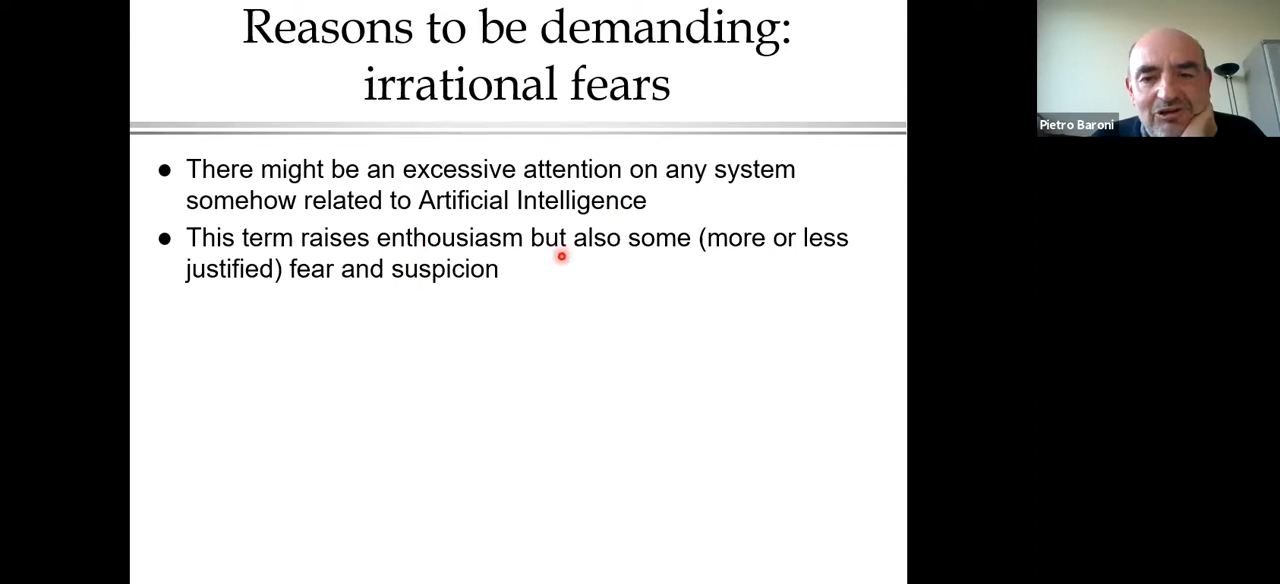 Reasons to be demanding:
irrational fears
● There might be an excessive attention on any system
somehow related to Artificial Intelligence
● This term raises enthousiasm but also some (more or less
justified) fear and suspicion
Pietro Baroni